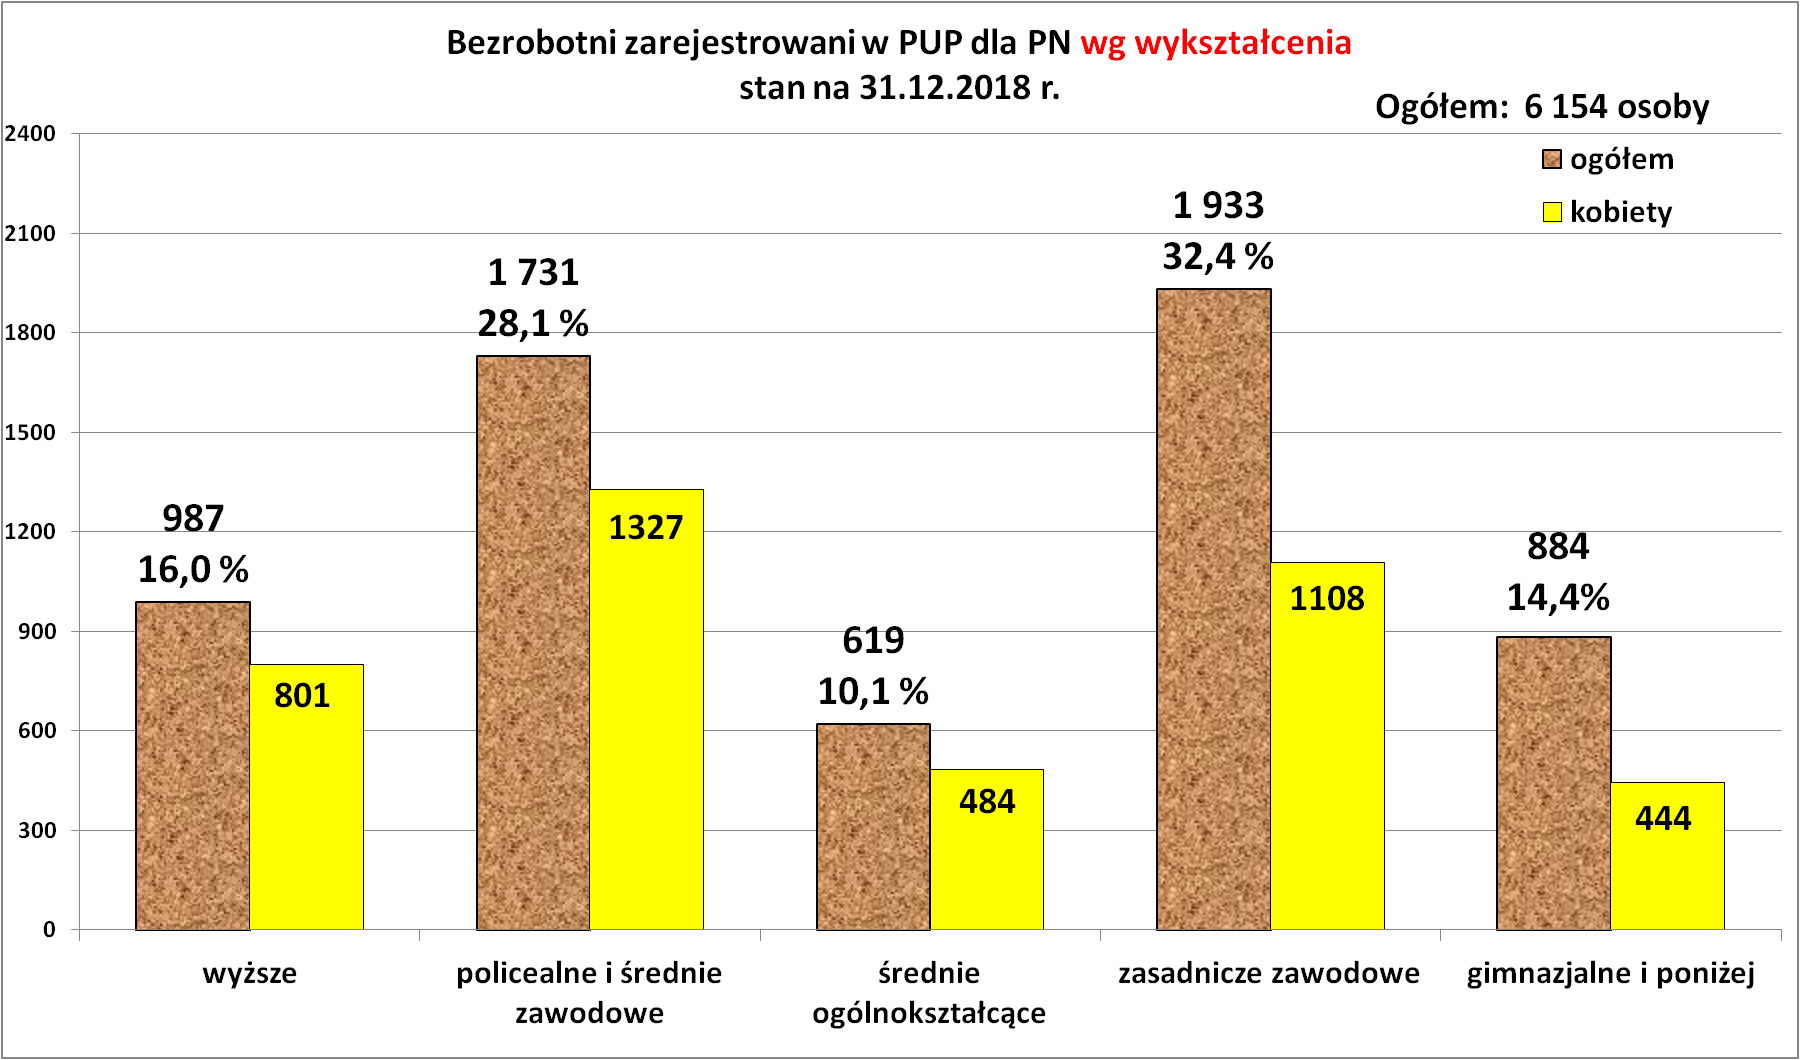 Bezrobotni zarejestrowani w PUP dla PN wg wykształcenia
stan na 31.12.2018 r.
Ogółem: 6 154 osoby
ogółem
kobiety
2400
2100
1800
1500
1200
900
600
300
0
987
16,0 %
801
1 731
28,1 %
1327
619
10,1 %
484
1 933
32,4 %
1108
884
14,4%
444
wyższe
policealne i średnie
zawodowe
średnie
ogólnokształcące
zasadnicze zawodowe
gimnazjalne i poniżej